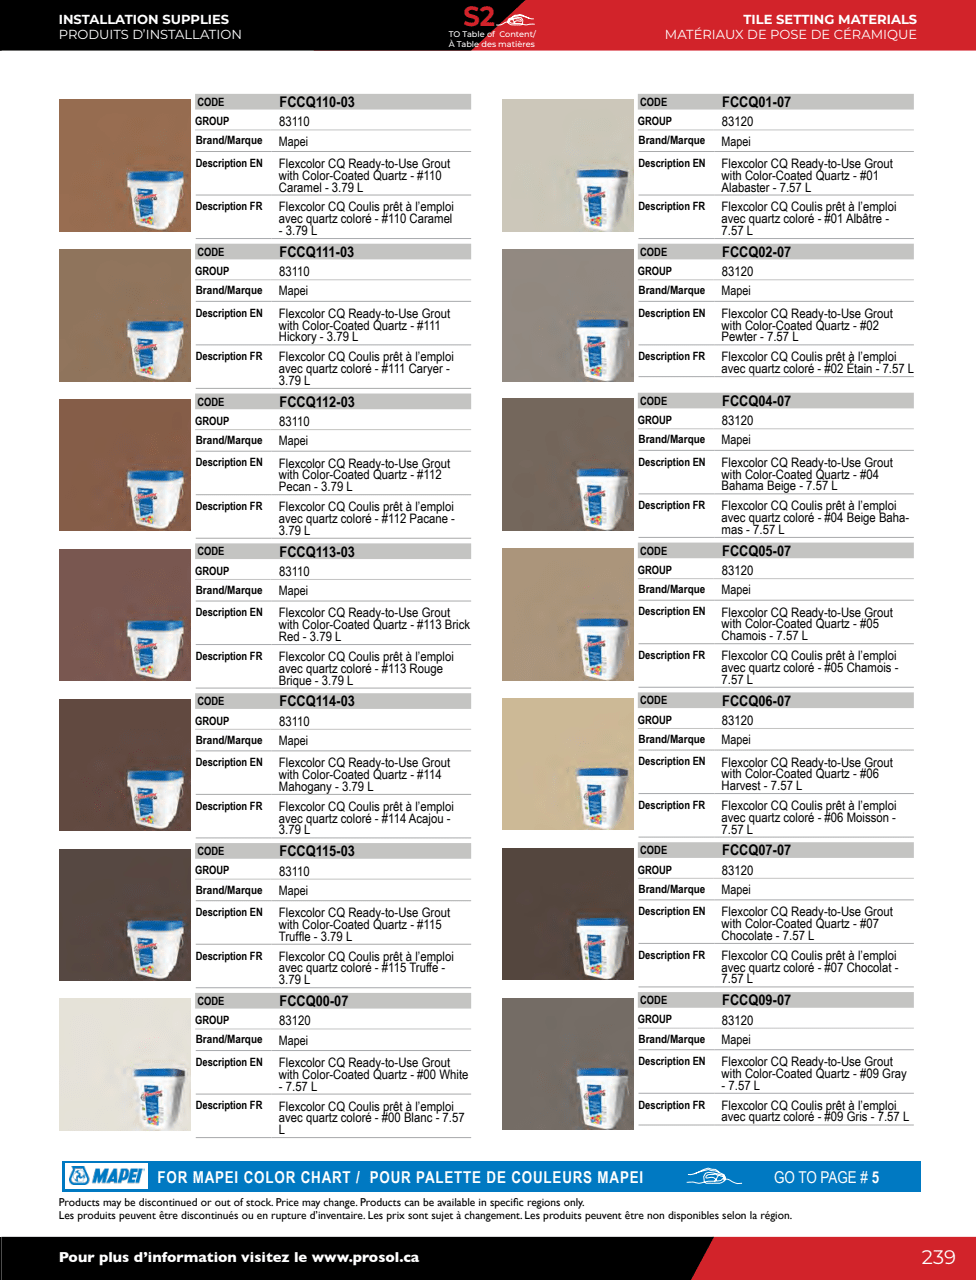 INSTALLATION SUPPLIES
PRODUITS D'INSTALLATION
S2
TO Table of Content/
À Table des matières
TILE SETTING MATERIALS
MATÉRIAUX DE POSE DE CÉRAMIQUE
CODE FCCQ110-03
GROUP 83110
Brand/Marque Mapei
Description EN Flexcolor CQ Ready-to-Use Grout
with Color-Coated Quartz - #110
Caramel - 3.79 L
Description FR Flexcolor CQ Coulis prêt à l'emploi
avec quartz coloré - #110 Caramel
- 3.79 L
CODE FCCQ111-03
GROUP 83110
Brand/Marque Mapei
Description EN Flexcolor CQ Ready-to-Use Grout
with Color-Coated Quartz - #111
Hickory - 3.79 L
Description FR Flexcolor CQ Coulis prêt à l'emploi
avec quartz coloré - #111 Caryer -
3.79 L
CODE FCCQ112-03
GROUP 83110
Brand/Marque Mapei
Description EN Flexcolor CQ Ready-to-Use Grout
with Color-Coated Quartz - #112
Pecan - 3.79 L
Description FR Flexcolor CQ Coulis prêt à l'emploi
avec quartz coloré - #112 Pacane -
3.79 L
CODE FCCQ113-03
GROUP 83110
Brand/Marque Mapei
Description EN Flexcolor CQ Ready-to-Use Grout
with Color-Coated Quartz - #113 Brick
Red - 3.79 L
Description FR Flexcolor CQ Coulis prêt à l'emploi
avec quartz coloré - #113 Rouge
Brique - 3.79 L
CODE FCCQ114-03
GROUP 83110
Brand/Marque Mapei
Description EN Flexcolor CQ Ready-to-Use Grout
with Color-Coated Quartz - #114
Mahogany - 3.79 L
Description FR Flexcolor CQ Coulis prêt à l'emploi
avec quartz coloré - #114 Acajou -
3.79 L
CODE FCCQ115-03
GROUP 83110
Brand/Marque Mapei
Description EN Flexcolor CQ Ready-to-Use Grout
with Color-Coated Quartz - #115
Truffle - 3.79 L
Description FR Flexcolor CQ Coulis prêt à l'emploi
avec quartz coloré - #115 Truffe -
3.79 L
CODE FCCQ00-07
GROUP 83120
Brand/Marque Mapei
Description EN Flexcolor CQ Ready-to-Use Grout
with Color-Coated Quartz - #00 White
- 7.57 L
Description FR Flexcolor CQ Coulis prêt à l'emploi
avec quartz coloré - #00 Blanc - 7.57
L
CODE FCCQ01-07
GROUP 83120
Brand/Marque Mapei
Description EN Flexcolor CQ Ready-to-Use Grout
with Color-Coated Quartz - #01
Alabaster - 7.57 L
Description FR Flexcolor CQ Coulis prêt à l'emploi
avec quartz coloré - #01 Albâtre -
7.57 L
CODE FCCQ02-07
GROUP 83120
Brand/Marque Mapei
Description EN Flexcolor CQ Ready-to-Use Grout
with Color-Coated Quartz - #02
Pewter - 7.57 L
Description FR Flexcolor CQ Coulis prêt à l'emploi
avec quartz coloré - #02 Étain - 7.57 L
CODE FCCQ04-07
GROUP 83120
Brand/Marque Mapei
Description EN Flexcolor CQ Ready-to-Use Grout
with Color-Coated Quartz - #04
Bahama Beige - 7.57 L
Description FR Flexcolor CQ Coulis prêt à l'emploi
avec quartz coloré - #04 Beige Baha-
mas - 7.57 L
CODE FCCQ05-07
GROUP 83120
Brand/Marque Mapei
Description EN Flexcolor CQ Ready-to-Use Grout
with Color-Coated Quartz - #05
Chamois - 7.57 L
Description FR Flexcolor CQ Coulis prêt à l'emploi
avec quartz coloré - #05 Chamois -
7.57 L
CODE FCCQ06-07
GROUP 83120
Brand/Marque Mapei
Description EN Flexcolor CQ Ready-to-Use Grout
with Color-Coated Quartz - #06
Harvest - 7.57 L
Description FR Flexcolor CQ Coulis prêt à l'emploi
avec quartz coloré - #06 Moisson -
7.57 L
CODE FCCQ07-07
GROUP 83120
Brand/Marque Mapei
Description EN Flexcolor CQ Ready-to-Use Grout
with Color-Coated Quartz - #07
Chocolate - 7.57 L
Description FR Flexcolor CQ Coulis prêt à l'emploi
avec quartz coloré - #07 Chocolat -
7.57 L
CODE FCCQ09-07
GROUP 83120
Brand/Marque Mapei
Description EN Flexcolor CQ Ready-to-Use Grout
with Color-Coated Quartz - #09 Gray
- 7.57 L
Description FR Flexcolor CQ Coulis prêt à l'emploi
avec quartz coloré - #09 Gris - 7.57 L
MAPEI FOR MAPEI COLOR CHART / POUR PALETTE DE COULEURS MAPEI GO TO PAGE # 5
Products may be discontinued or out of stock. Price may change. Products can be available in specific regions only.
Les produits peuvent être discontinués ou en rupture d'inventaire. Les prix sont sujet à changement. Les produits peuvent être non disponibles selon la région.
Pour plus d'information visitez le www.prosol.ca
239